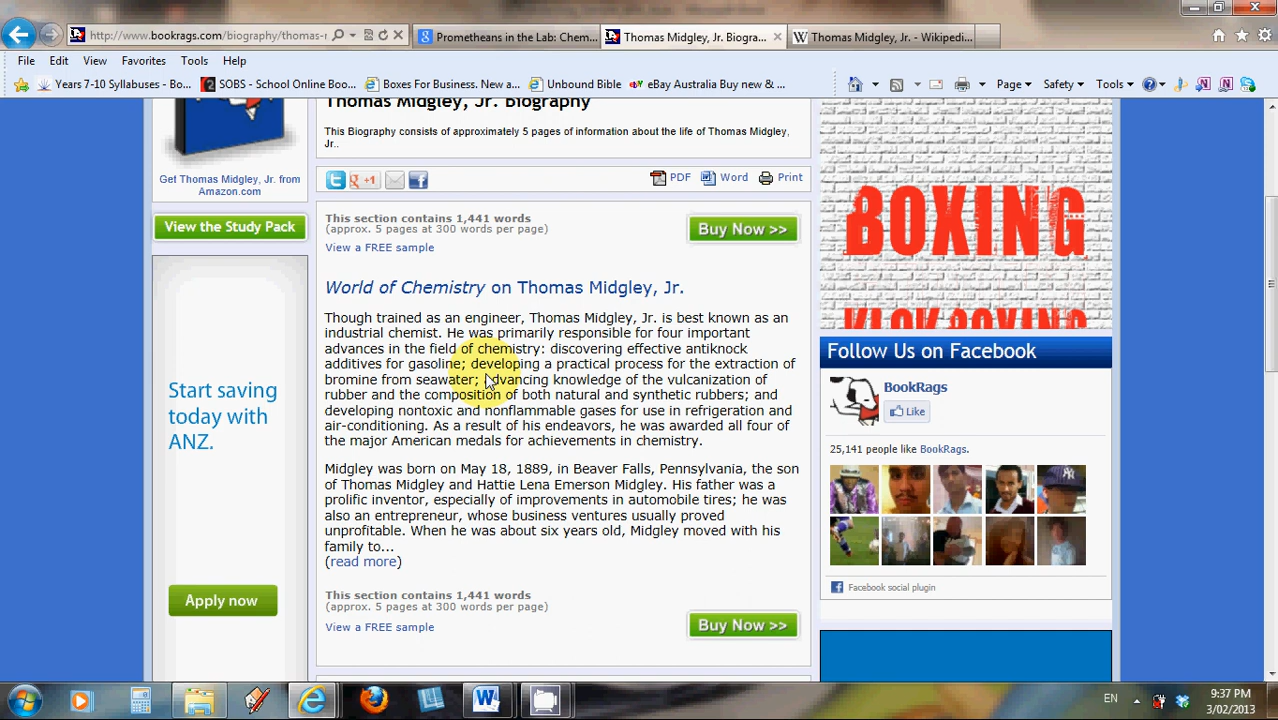 http://www.bookrags.com/biography/thomas-r
Prometheans in the Lab: Chem...
Thomas Midgley, Jr. Biogra...
Thomas Midgley, Jr. - Wikipedi...
File Edit View Favorites Tools Help
Years 7-10 Syllabuses - Bo...
SOBS - School Online Boo...
Boxes For Business. New a...
Unbound Bible
eBay Australia Buy new & ...
Page
Safety
Tools
Get Thomas Midgley, Jr. from
Amazon.com
View the Study Pack
Start saving
today with
ANZ.
Apply now
Thomas Midgley, Jr. Biography
This Biography consists of approximately 5 pages of information about the life of Thomas Midgley,
Jr..
+1
PDF Word Print
This section contains 1,441 words
(approx. 5 pages at 300 words per page)
View a FREE sample
Buy Now >>
World of Chemistry on Thomas Midgley, Jr.
Though trained as an engineer, Thomas Midgley, Jr. is best known as an
industrial chemist. He was primarily responsible for four important
advances in the field of chemistry: discovering effective antiknock
additives for gasoline; developing a practical process for the extraction of
bromine from seawater; advancing knowledge of the vulcanization of
rubber and the composition of both natural and synthetic rubbers; and
developing nontoxic and nonflammable gases for use in refrigeration and
air-conditioning. As a result of his endeavors, he was awarded all four of
the major American medals for achievements in chemistry.
Midgley was born on May 18, 1889, in Beaver Falls, Pennsylvania, the son
of Thomas Midgley and Hattie Lena Emerson Midgley. His father was a
prolific inventor, especially of improvements in automobile tires; he was
also an entrepreneur, whose business ventures usually proved
unprofitable. When he was about six years old, Midgley moved with his
family to...
(read more)
This section contains 1,441 words
(approx. 5 pages at 300 words per page)
View a FREE sample
Buy Now >>
BOXING
Follow Us on Facebook
BookRags
Like
25,141 people like BookRags.
Facebook social plugin
EN
9:37 PM
3/02/2013